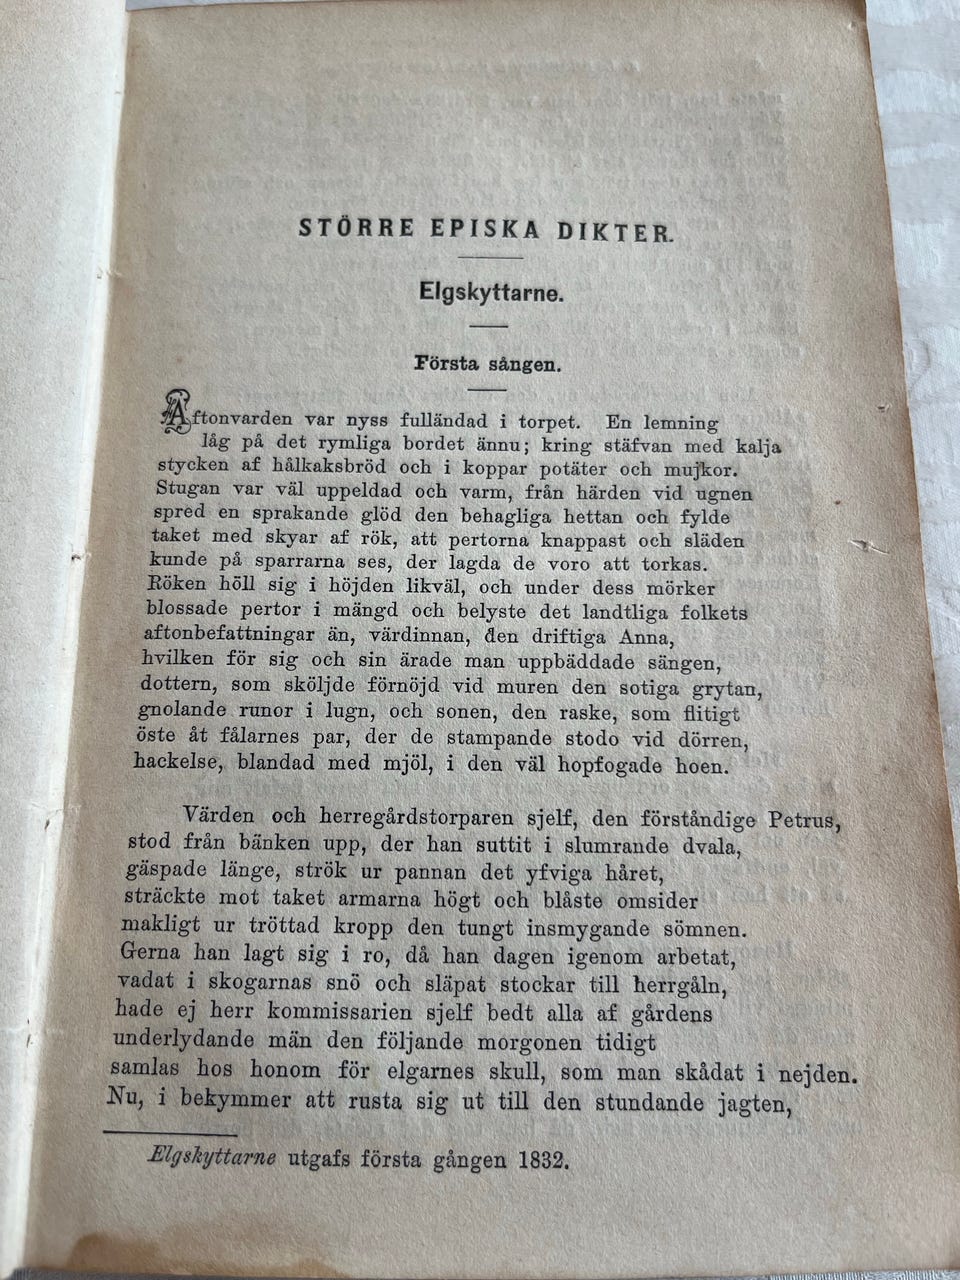 STÖRRE EPISKA DIKTER.
Elgskyttarne.
Första sången.
Aftonvarden var nyss fulländad i torpet. En lemning
låg på det rymliga bordet ännu; kring stäfvan med kalja
stycken af hålkaksbröd och i koppar potäter och mujkor.
Stugan var väl uppeldad och varm, från härden vid ugnen
spred en sprakande glöd den behagliga hettan och fylde
taket med skyar af rök, att pertorna knappast och släden
kunde på sparrarna ses, der lagda de voro att torkas.
Röken höll sig i höjden likväl, och under dess mörker
blossade pertor i mängd och belyste det landtliga folkets
aftonbefattningar än, värdinnan, den driftiga Anna,
hvilken för sig och sin ärade man uppbäddade sängen,
dottern, som sköljde förnöjd vid muren den sotiga grytan,
gnolande runor i lugn, och sonen, den raske, som flitigt
öste åt fålarnes par, der de stampande stodo vid dörren,
hackelse, blandad med mjöl, i den väl hopfogade hoen.
Värden och herregårdstorparen sjelf, den förståndige Petrus,
stod från bänken upp, der han suttit i slumrande dvala,
gäspade länge, strök ur pannan det yfviga håret,
sträckte mot taket armarna högt och blåste omsider
makligt ur tröttad kropp den tungt insmygande sömnen.
Gerna han lagt sig i ro, då han dagen igenom arbetat,
vadat i skogarnas snö och släpat stockar till herrgåln,
hade ej herr kommissarien sjelf bedt alla af gårdens
underlydande män den följande morgonen tidigt
samlas hos honom för elgarnes skull, som man skådat i nejden.
Nu, i bekymmer att rusta sig ut till den stundande jagten,
Elgskyttarne utgafs första gången 1832.